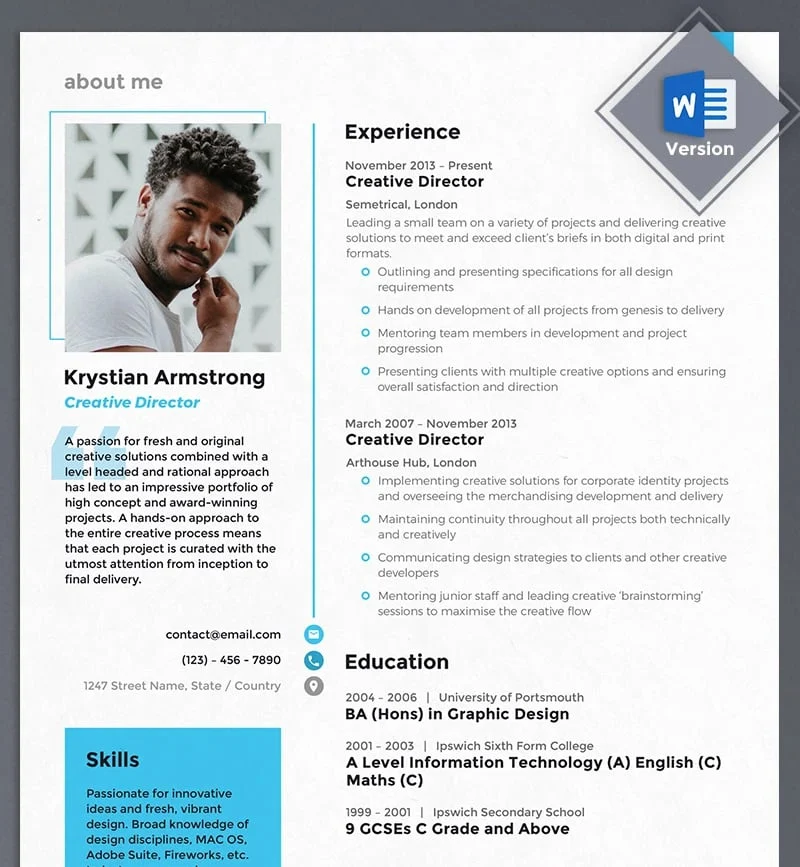 about me
W
Version
Krystian Armstrong
Creative Director
A passion for fresh and original
creative solutions combined with a
level headed and rational approach
has led to an impressive portfolio of
high concept and award-winning
projects. A hands-on approach to
the entire creative process means
that each project is curated with the
utmost attention from inception to
final delivery.
contact@email.com
(123) - 456 - 7890
1247 Street Name, State / Country
Skills
Passionate for innovative
ideas and fresh, vibrant
design. Broad knowledge of
design disciplines, MAC OS,
Adobe Suite, Fireworks, etc.
Experience
November 2013 - Present
Creative Director
Semetrical, London
Leading a small team on a variety of projects and delivering creative
solutions to meet and exceed client's briefs in both digital and print
formats.
Outlining and presenting specifications for all design
requirements
Hands on development of all projects from genesis to delivery
Mentoring team members in development and project
progression
Presenting clients with multiple creative options and ensuring
overall satisfaction and direction
March 2007 - November 2013
Creative Director
Arthouse Hub, London
Implementing creative solutions for corporate identity projects
and overseeing the merchandising development and delivery
Maintaining continuity throughout all projects both technically
and creatively
Communicating design strategies to clients and other creative
developers
Mentoring junior staff and leading creative 'brainstorming'
sessions to maximise the creative flow
Education
2004 - 2006 | University of Portsmouth
BA (Hons) in Graphic Design
2001 - 2003 | Ipswich Sixth Form College
A Level Information Technology (A) English (C)
Maths (C)
1999 - 2001 | Ipswich Secondary School
9 GCSEs C Grade and Above